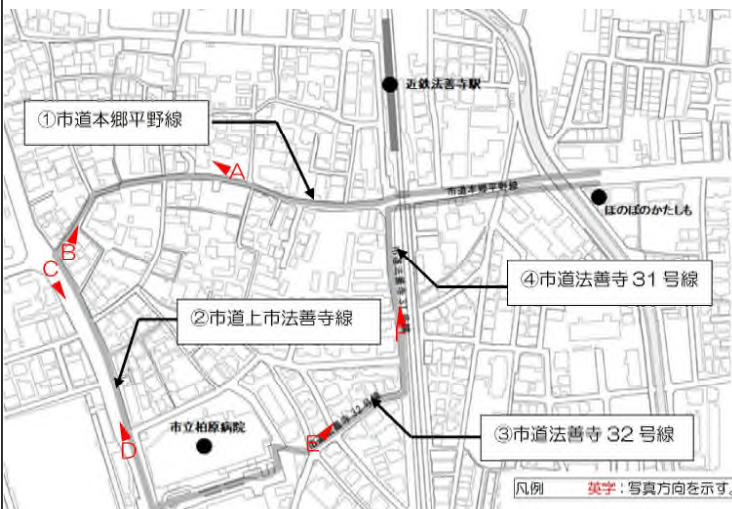 近鉄法善寺駅
①市道本郷平野線
A
市道本郷平野線
ほのぼのかたしも
B
C
④市道法善寺31号線
②市道上市法善寺線
市立柏原病院
D
E
③市道法善寺32号線
凡例 英字:写真方向を示す。